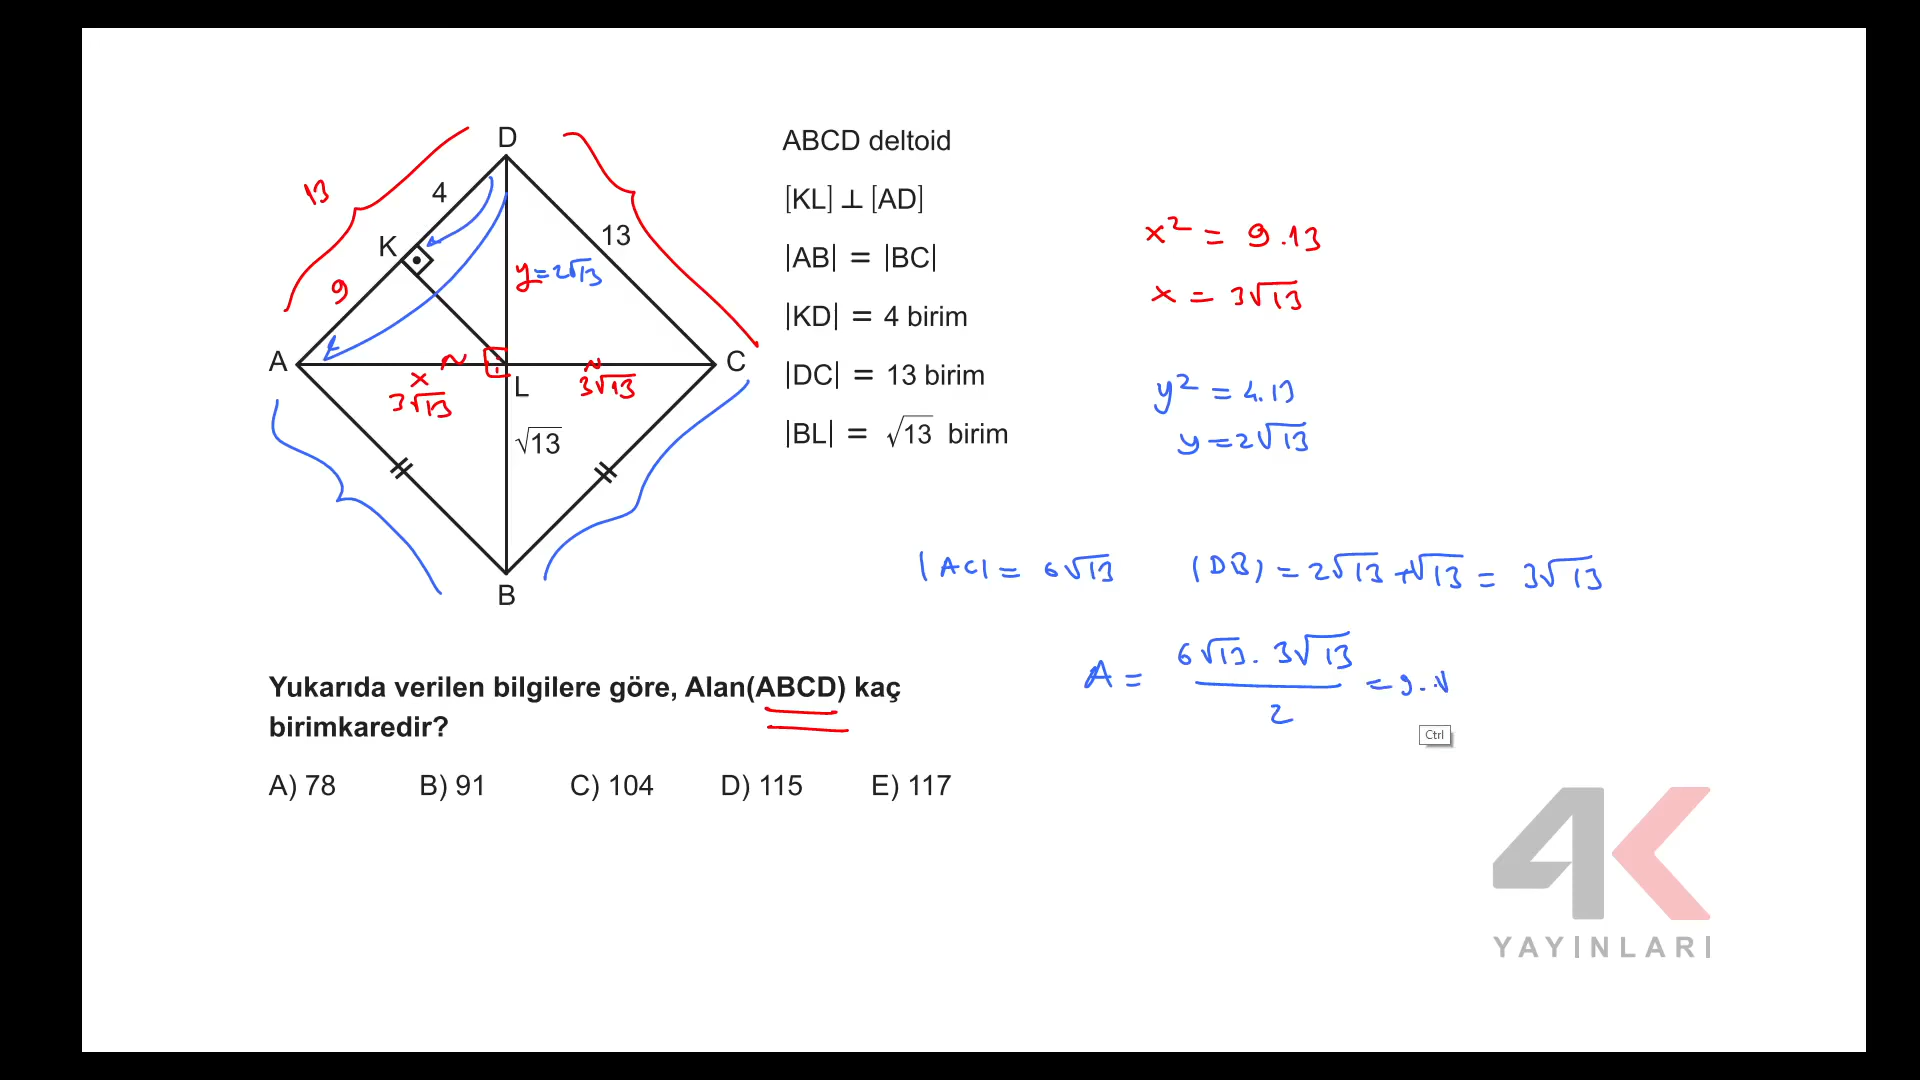 D
13
4
K
13
9
y=2√13
A
C
x
3√13
L
3√13
√13
B
ABCD deltoid
[KL] ⊥ [AD]
|AB| = |BC|
|KD| = 4 birim
|DC| = 13 birim
|BL| = √13 birim
x² = 9.13
x = 3√13
y² = 4.13
y = 2√13
|AC| = 6√13 |DB| = 2√13 + √13 = 3√13
A = 6√13 . 3√13 / 2 = 9.
Yukarıda verilen bilgilere göre, Alan(ABCD) kaç
birimkaredir?
A) 78 B) 91 C) 104 D) 115 E) 117
Ctrl
4K
YAYINLARI